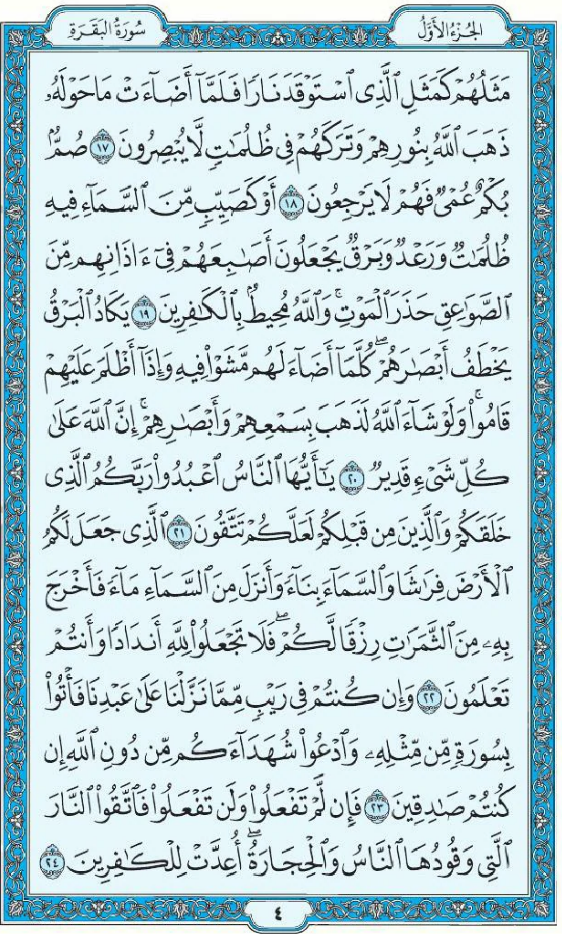 الجُزْءُ الأَوَّلُ
سُورَةُ البَقَرَةِ
مَثَلُهُمْ كَمَثَلِ ٱلَّذِى ٱسْتَوْقَدَ نَارًا فَلَمَّآ أَضَآءَتْ مَا حَوْلَهُۥ
ذَهَبَ ٱللَّهُ بِنُورِهِمْ وَتَرَكَهُمْ فِى ظُلُمَٰتٍ لَّا يُبْصِرُونَ ١٧ صُمٌّۢ
بُكْمٌ عُمْىٌ فَهُمْ لَا يَرْجِعُونَ ١٨ أَوْ كَصَيِّبٍ مِّنَ ٱلسَّمَآءِ فِيهِ
ظُلُمَٰتٌ وَرَعْدٌ وَبَرْقٌ يَجْعَلُونَ أَصَٰبِعَهُمْ فِىٓ ءَاذَانِهِم مِّنَ
ٱلصَّوَٰعِقِ حَذَرَ ٱلْمَوْتِ ۚ وَٱللَّهُ مُحِيطٌۢ بِٱلْكَٰفِرِينَ ١٩ يَكَادُ ٱلْبَرْقُ
يَخْطَفُ أَبْصَٰرَهُمْ ۖ كُلَّمَآ أَضَآءَ لَهُم مَّشَوْا۟ فِيهِ وَإِذَآ أَظْلَمَ عَلَيْهِمْ
قَامُوا۟ ۚ وَلَوْ شَآءَ ٱللَّهُ لَذَهَبَ بِسَمْعِهِمْ وَأَبْصَٰرِهِمْ ۚ إِنَّ ٱللَّهَ عَلَىٰ
كُلِّ شَىْءٍ قَدِيرٌ ٢٠ يَٰٓأَيُّهَا ٱلنَّاسُ ٱعْبُدُوا۟ رَبَّكُمُ ٱلَّذِى
خَلَقَكُمْ وَٱلَّذِينَ مِن قَبْلِكُمْ لَعَلَّكُمْ تَتَّقُونَ ٢١ ٱلَّذِى جَعَلَ لَكُمُ
ٱلْأَرْضَ فِرَٰشًا وَٱلسَّمَآءَ بِنَآءً وَأَنزَلَ مِنَ ٱلسَّمَآءِ مَآءً فَأَخْرَجَ
بِهِۦ مِنَ ٱلثَّمَرَٰتِ رِزْقًا لَّكُمْ ۖ فَلَا تَجْعَلُوا۟ لِلَّهِ أَندَادًا وَأَنتُمْ
تَعْلَمُونَ ٢٢ وَإِن كُنتُمْ فِى رَيْبٍ مِّمَّا نَزَّلْنَا عَلَىٰ عَبْدِنَا فَأْتُوا۟
بِسُورَةٍ مِّن مِّثْلِهِۦ وَٱدْعُوا۟ شُهَدَآءَكُم مِّن دُونِ ٱللَّهِ إِن
كُنتُمْ صَٰدِقِينَ ٢٣ فَإِن لَّمْ تَفْعَلُوا۟ وَلَن تَفْعَلُوا۟ فَٱتَّقُوا۟ ٱلنَّارَ
ٱلَّتِى وَقُودُهَا ٱلنَّاسُ وَٱلْحِجَارَةُ ۖ أُعِدَّتْ لِلْكَٰفِرِينَ ٢٤
٤